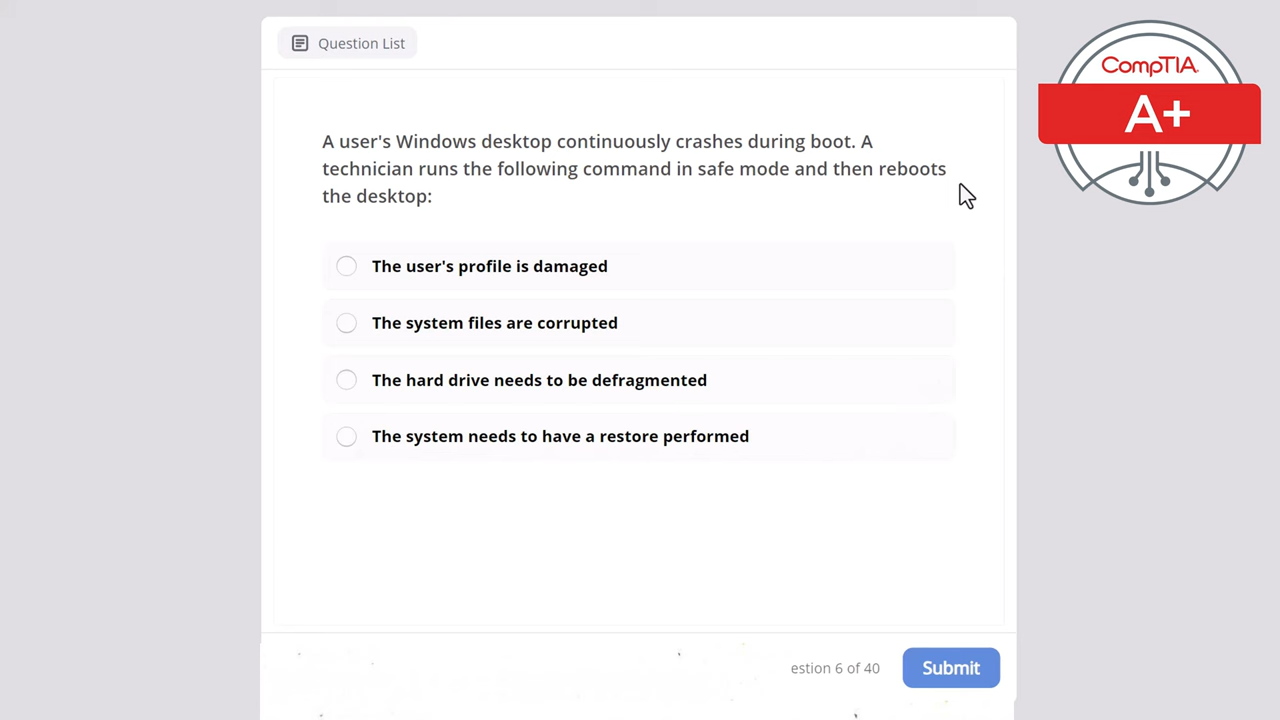 Question List
CompTIA.
A+
A user's Windows desktop continuously crashes during boot. A
technician runs the following command in safe mode and then reboots
the desktop:
The user's profile is damaged
The system files are corrupted
The hard drive needs to be defragmented
The system needs to have a restore performed
estion 6 of 40
Submit